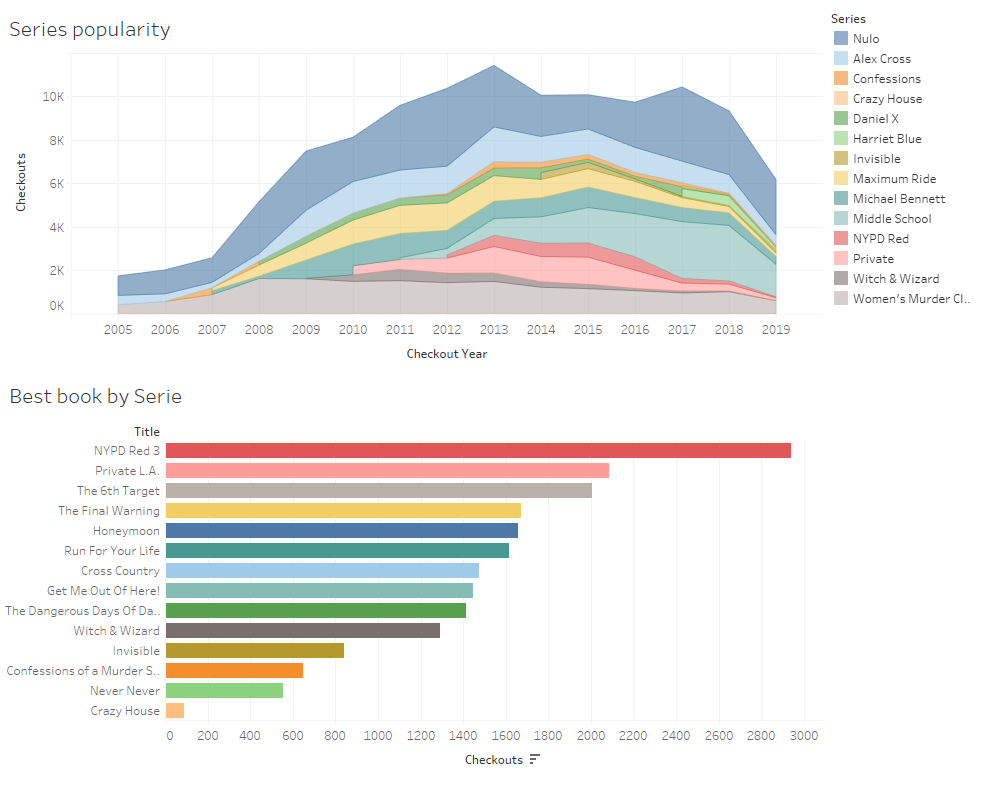 Series popularity
Series
Nulo
Alex Cross
Confessions
Crazy House
Daniel X
Harriet Blue
Invisible
Maximum Ride
Michael Bennett
Middle School
NYPD Red
Private
Witch & Wizard
Women's Murder Cl..
Checkouts
10K
8K
6K
4K
2K
0K
2005 2006 2007 2008 2009 2010 2011 2012 2013 2014 2015 2016 2017 2018 2019
Checkout Year
Best book by Serie
Title
NYPD Red 3
Private L.A.
The 6th Target
The Final Warning
Honeymoon
Run For Your Life
Cross Country
Get Me Out Of Here!
The Dangerous Days Of Da..
Witch & Wizard
Invisible
Confessions of a Murder S..
Never Never
Crazy House
0 200 400 600 800 1000 1200 1400 1600 1800 2000 2200 2400 2600 2800 3000
Checkouts